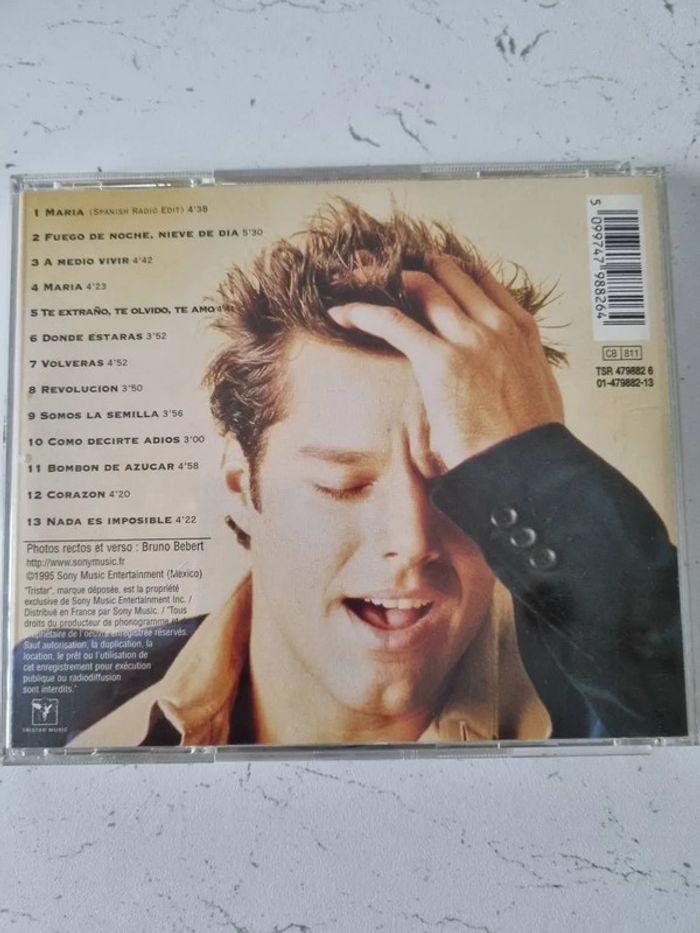 1 MARIA (SPANISH RADIO EDIT) 4'38
2 FUEGO DE NOCHE, NIEVE DE DIA 5'30
3 A MEDIO VIVIR 4'42
4 MARIA 4'23
5 TE EXTRAÑO, TE OLVIDO, TE AMO
6 DONDE ESTARAS 3'52
7 VOLVERAS 4'52
8 REVOLUCION 3'50
9 SOMOS LA SEMILLA 3'56
10 COMO DECIRTE ADIOS 3'00
11 BOMBON DE AZUCAR 4'58
12 CORAZON 4'20
13 NADA ES IMPOSIBLE 4'22
Photos rectos et verso : Bruno Bebert
http://www.sonymusic.fr
©1995 Sony Music Entertainment (México)
"Tristar", marque déposée, est la propriété
exclusive de Sony Music Entertainment Inc. /
Distribué en France par Sony Music. / "Tous
droits du producteur de phonogramme et
de l'oeuvre enregistrée réservés.
Sauf autorisation, la duplication, la
location, le prêt ou l'utilisation de
cet enregistrement pour exécution
publique ou radiodiffusion
sont interdits."
TRISTAR MUSIC
5 099747 988264
CB 811
TSR 479882 6
01-479882-13